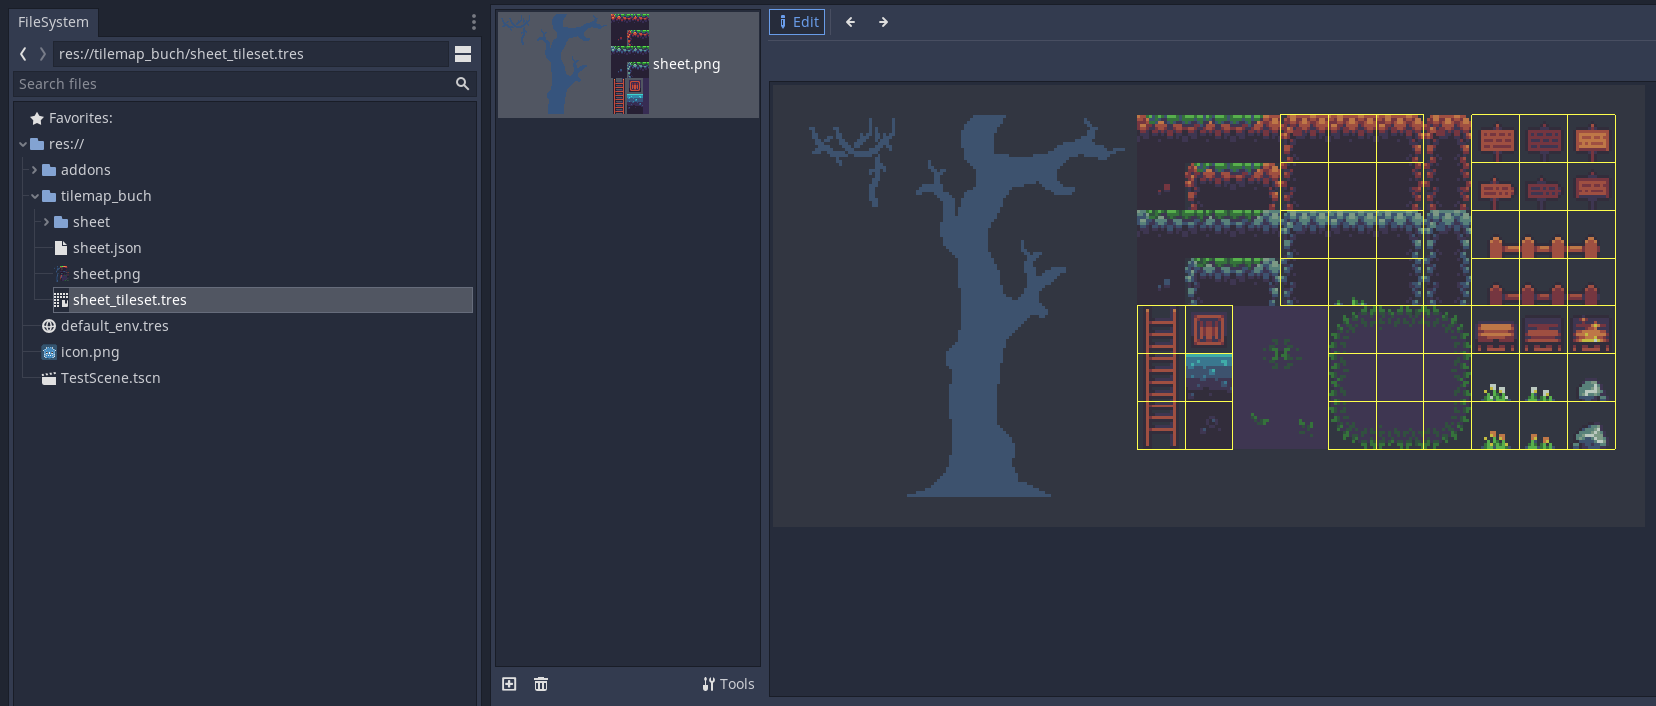 FileSystem
res://tilemap_buch/sheet_tileset.tres
Search files
Favorites:
res://
addons
tilemap_buch
sheet
sheet.json
sheet.png
sheet_tileset.tres
default_env.tres
icon.png
TestScene.tscn
sheet.png
Tools
Edit